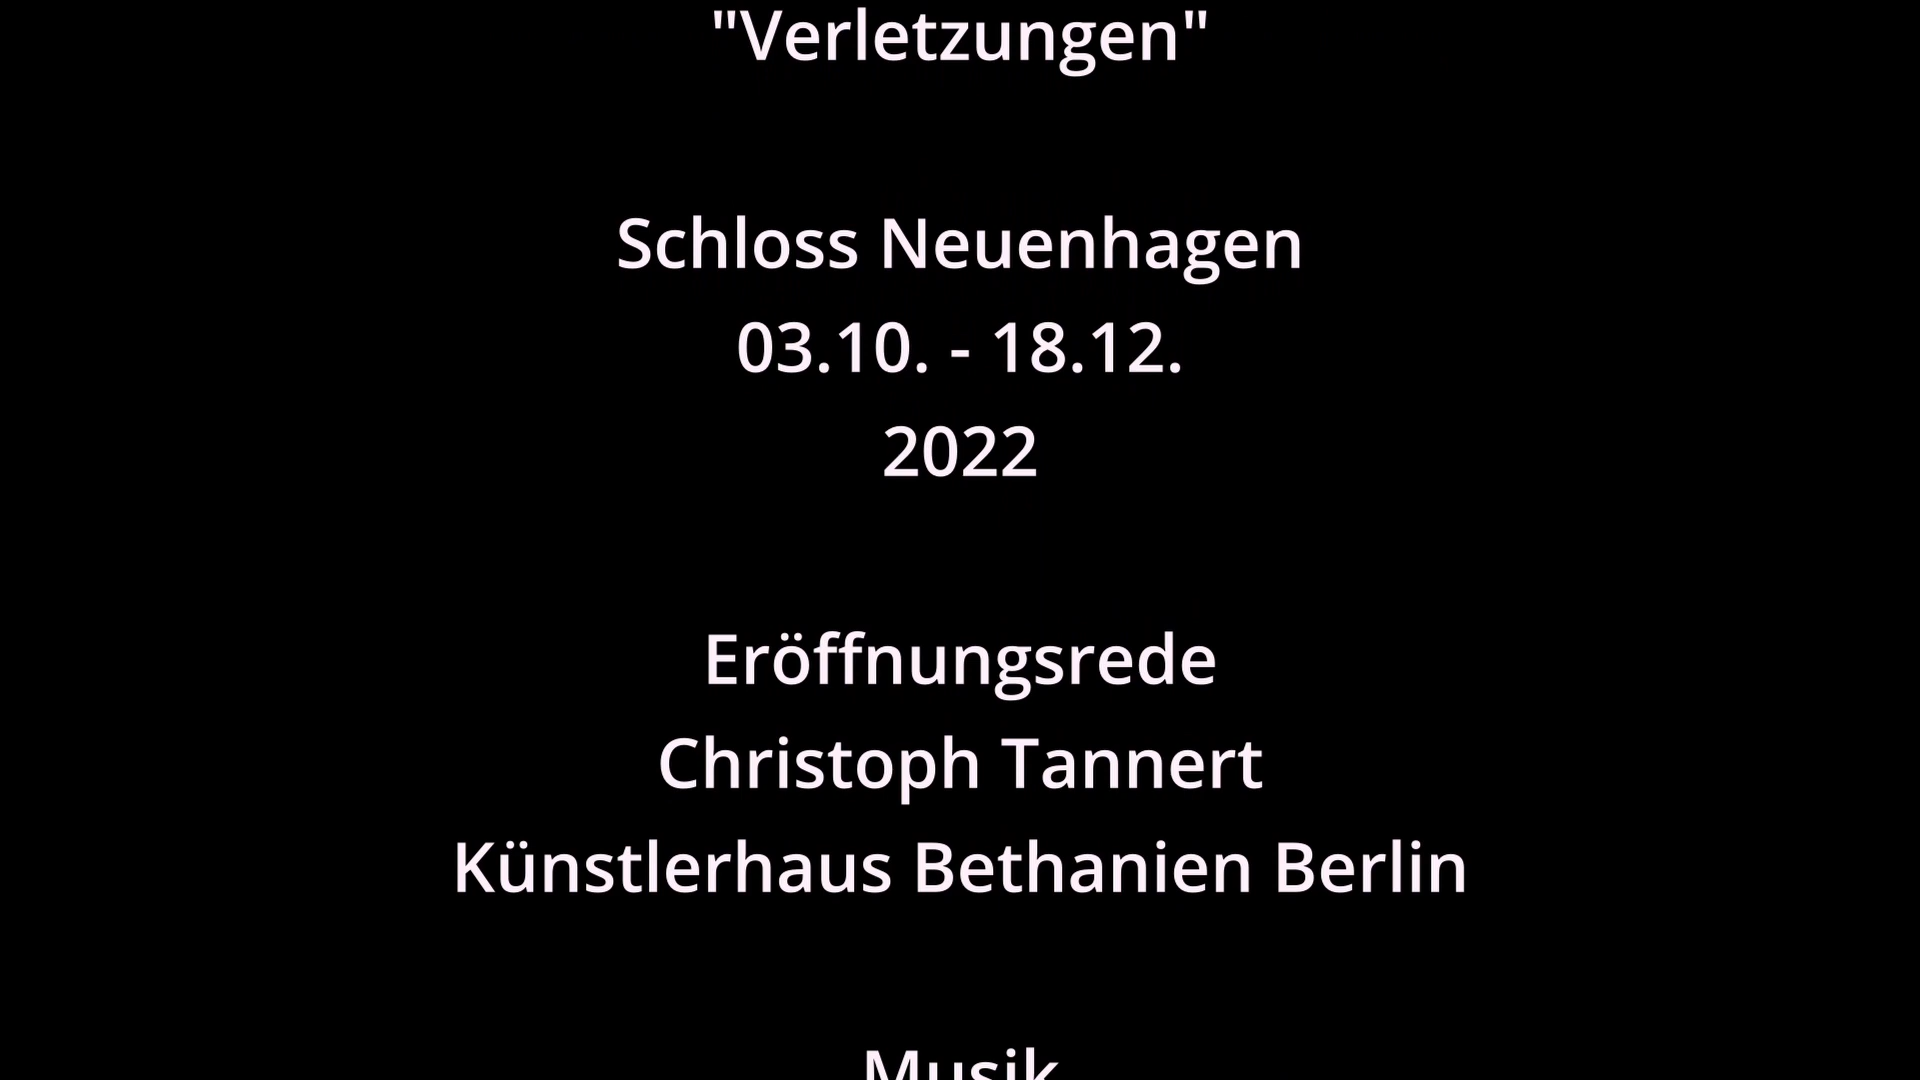 "Verletzungen"
Schloss Neuenhagen
03.10. - 18.12.
2022
Eröffnungsrede
Christoph Tannert
Künstlerhaus Bethanien Berlin
Musik